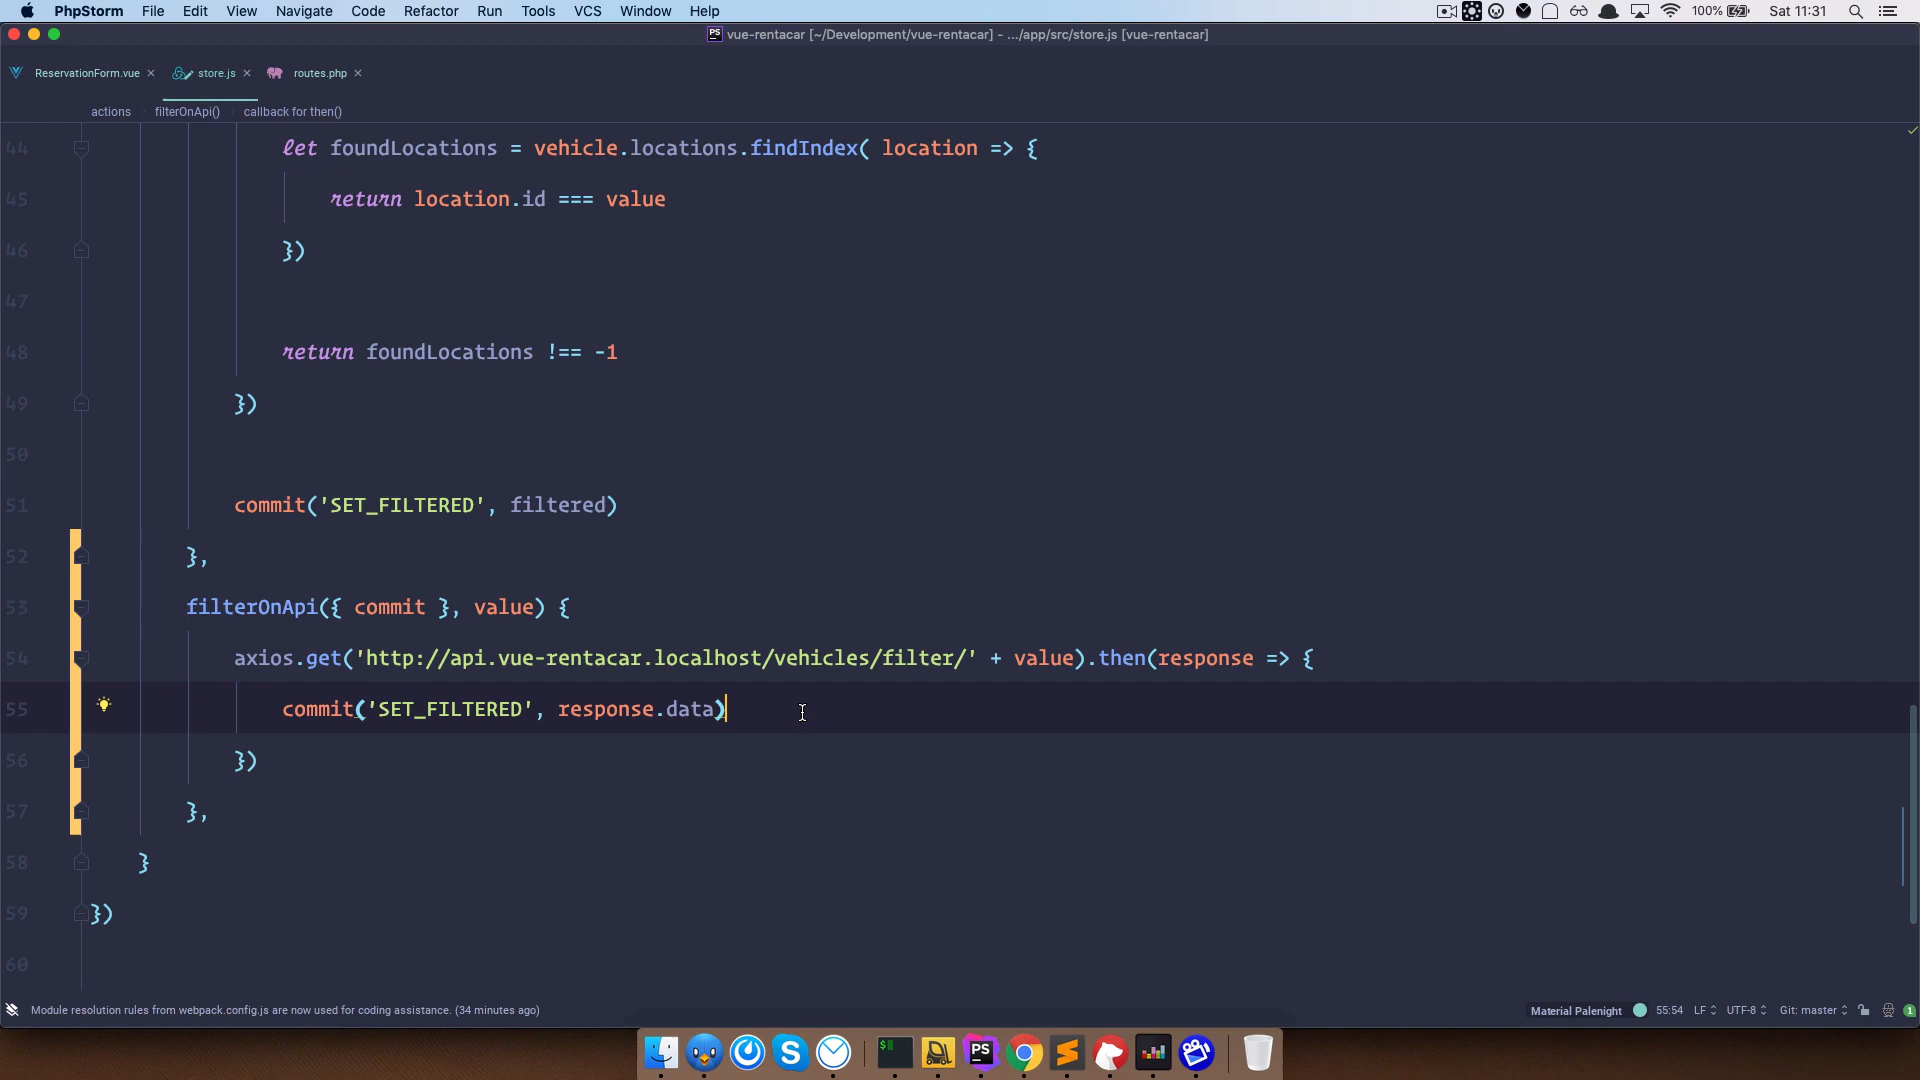 PhpStorm File Edit View Navigate Code Refactor Run Tools VCS Window Help 100% Sat 11:31
PS vue-rentacar [~/Development/vue-rentacar] - .../app/src/store.js [vue-rentacar]
ReservationForm.vue store.js routes.php
actions filterOnApi() callback for then()
44 let foundLocations = vehicle.locations.findIndex( location => {
45 return location.id === value
46 })
47
48 return foundLocations !== -1
49 })
50
51 commit('SET_FILTERED', filtered)
52 },
53 filterOnApi({ commit }, value) {
54 axios.get('http://api.vue-rentacar.localhost/vehicles/filter/' + value).then(response => {
55 commit('SET_FILTERED', response.data)
56 })
57 },
58 }
59 })
60
Module resolution rules from webpack.config.js are now used for coding assistance. (34 minutes ago) Material Palenight 55:54 LF UTF-8 Git: master 1
$ PS